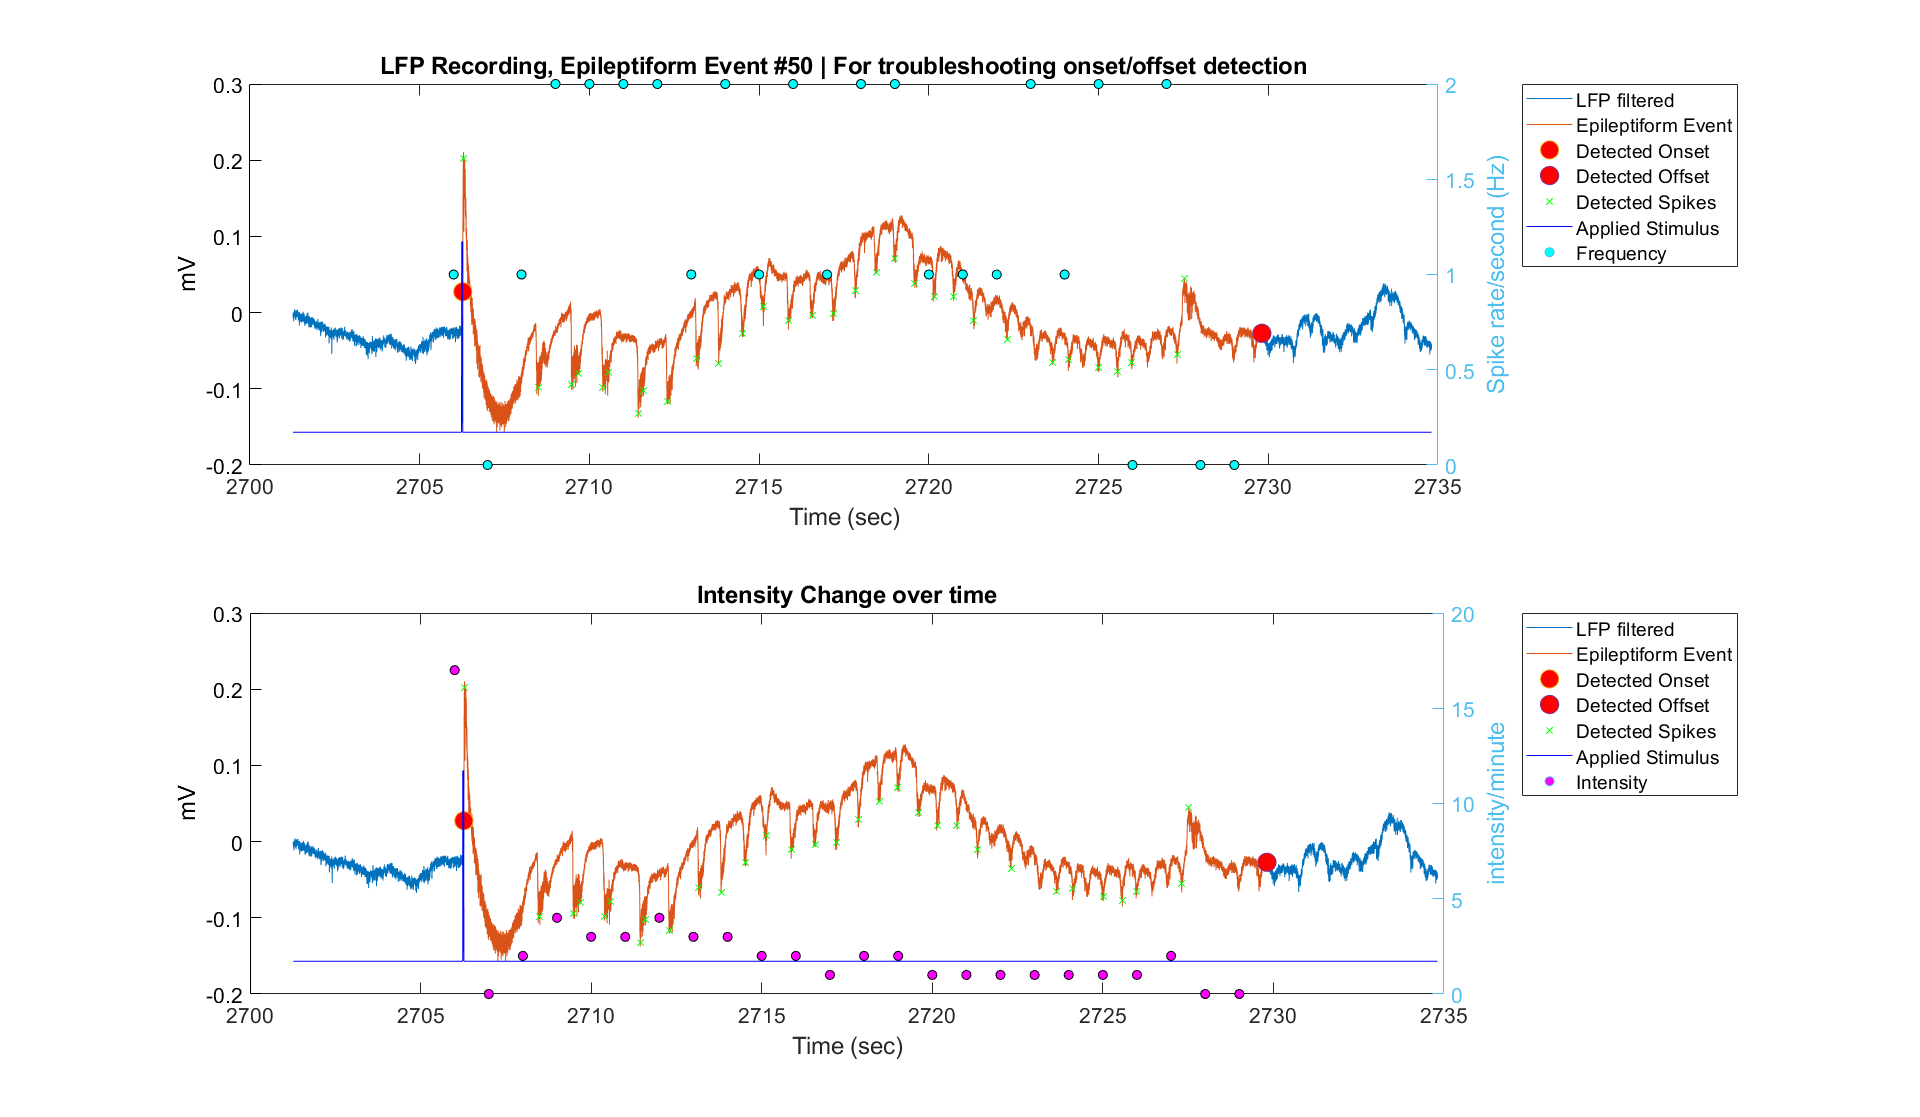 LFP Recording, Epileptiform Event #50 | For troubleshooting onset/offset detection
0.3
0.2
0.1
0
-0.1
-0.2
mV
2700
2705
2710
2715
2720
2725
2730
2735
Time (sec)
2
1.5
1
0.5
0
Spike rate/second (Hz)
LFP filtered
Epileptiform Event
Detected Onset
Detected Offset
Detected Spikes
Applied Stimulus
Frequency
Intensity Change over time
0.3
0.2
0.1
0
-0.1
-0.2
mV
2700
2705
2710
2715
2720
2725
2730
2735
Time (sec)
20
15
10
5
0
intensity/minute
LFP filtered
Epileptiform Event
Detected Onset
Detected Offset
Detected Spikes
Applied Stimulus
Intensity